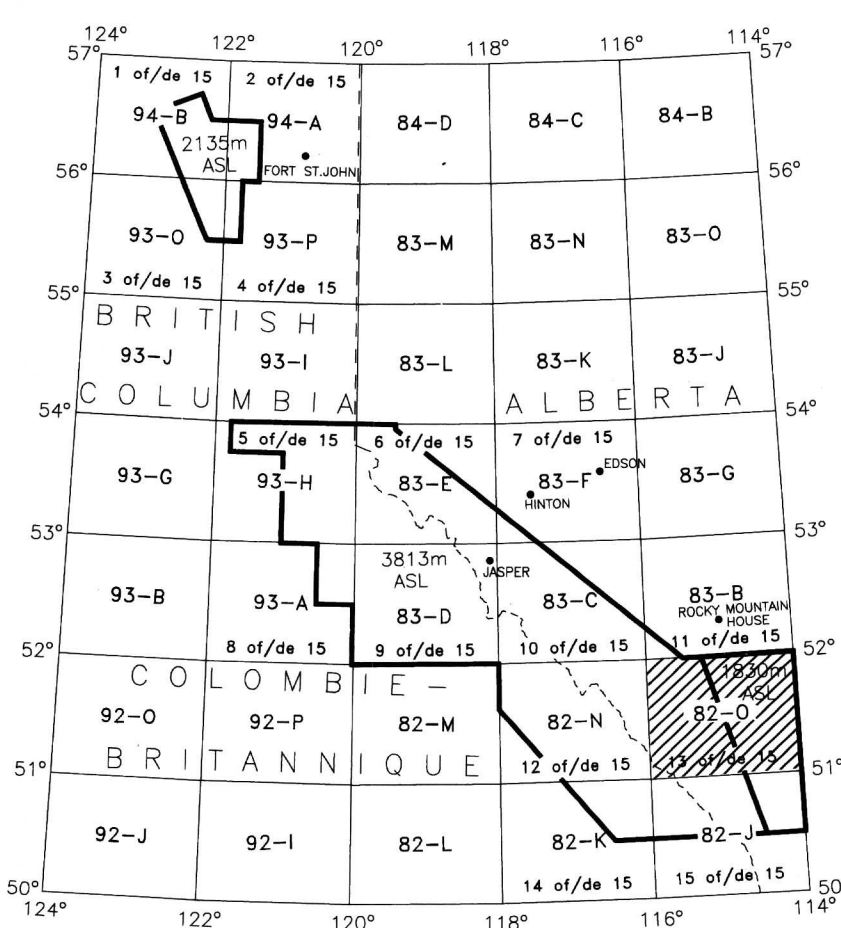 124° 122° 120° 118° 116° 114°
57° 57°
1 of/de 15 2 of/de 15
94-B 94-A 84-D 84-C 84-B
2135m
ASL
FORT ST.JOHN
56° 56°
93-O 93-P 83-M 83-N 83-O
3 of/de 15 4 of/de 15
55° 55°
BRITISH
93-J 93-I 83-L 83-K 83-J
COLUMBIA ALBERTA
54° 54°
5 of/de 15 6 of/de 15 7 of/de 15
93-G 93-H 83-E 83-F EDSON 83-G
HINTON
53° 53°
3813m
ASL
JASPER
93-B 93-A 83-D 83-C 83-B
ROCKY MOUNTAIN
HOUSE
8 of/de 15 9 of/de 15 10 of/de 15 11 of/de 15
52° 52°
COLOMBIE-
1830m
ASL
92-O 92-P 82-M 82-N 82-O
BRITANNIQUE
12 of/de 15 13 of/de 15
51° 51°
92-J 92-I 82-L 82-K 82-J
14 of/de 15 15 of/de 15
50° 50
124° 122° 120° 118° 116° 114°